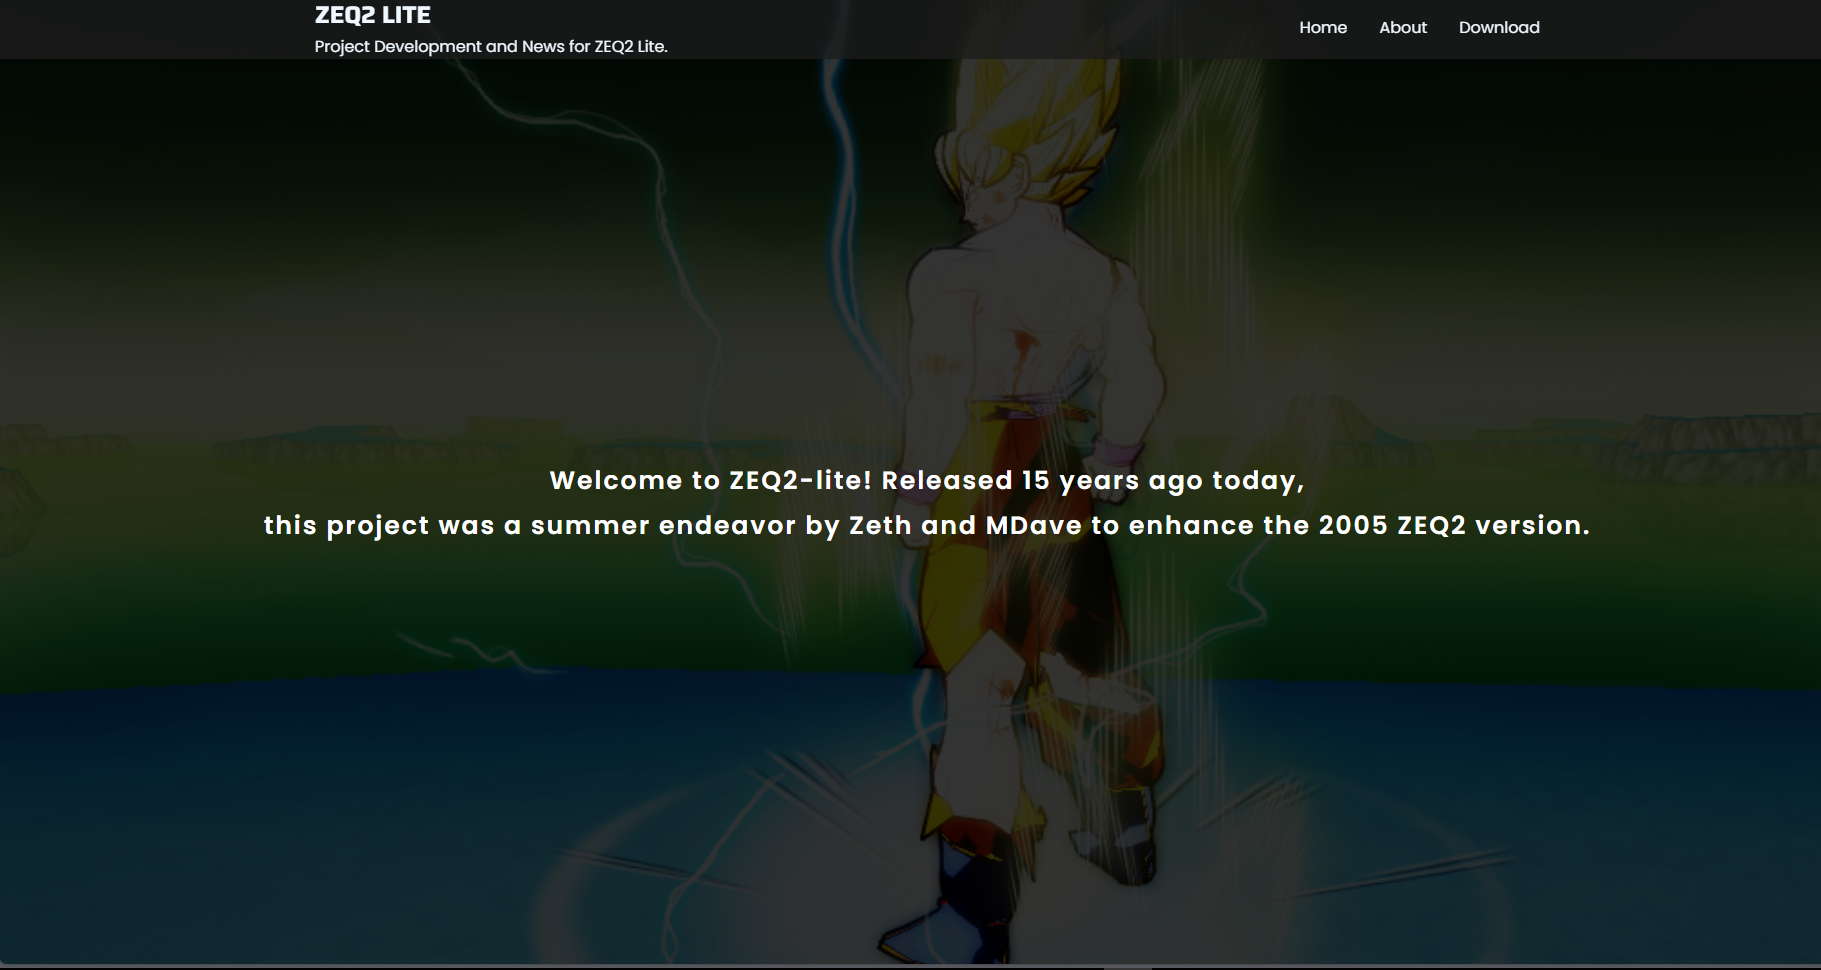 ZEQ2 LITE
Project Development and News for ZEQ2 Lite.
Home
About
Download
Welcome to ZEQ2-lite! Released 15 years ago today,
this project was a summer endeavor by Zeth and MDave to enhance the 2005 ZEQ2 version.